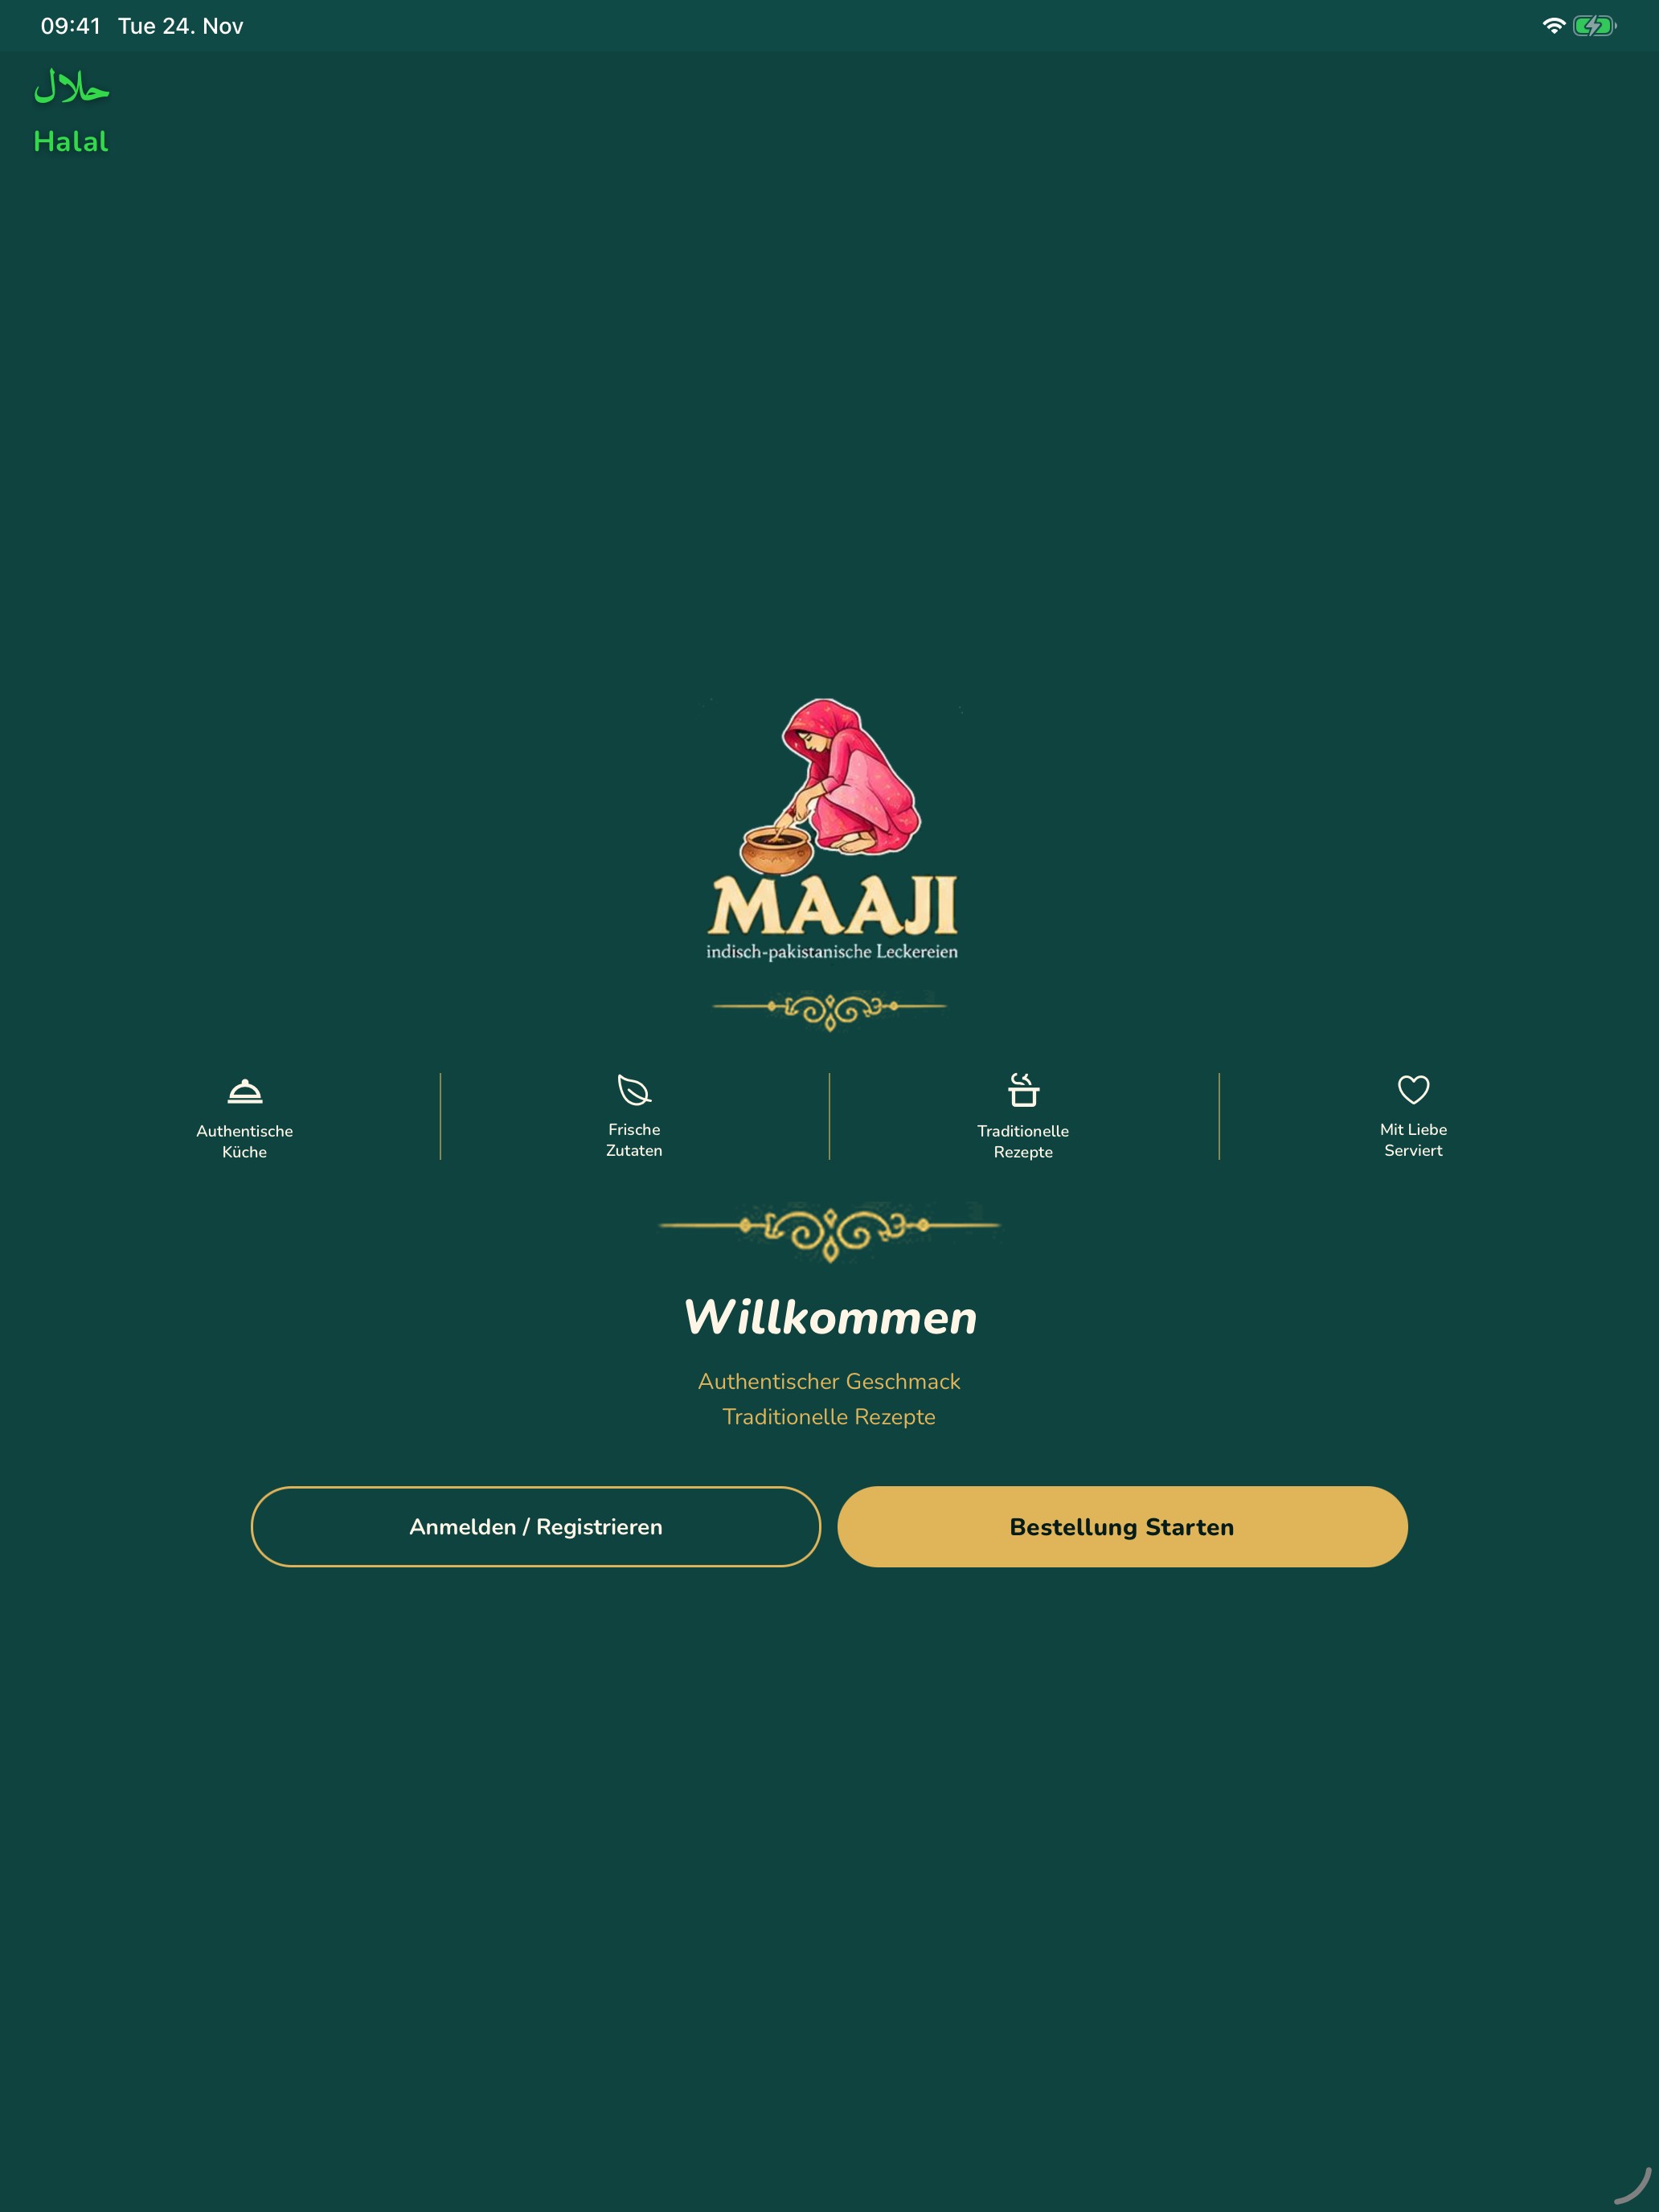 09:41 Tue 24. Nov
حلال
Halal
MAAJI
indisch-pakistanische Leckereien
Authentische
Küche
Frische
Zutaten
Traditionelle
Rezepte
Mit Liebe
Serviert
Willkommen
Authentischer Geschmack
Traditionelle Rezepte
Anmelden / Registrieren
Bestellung Starten